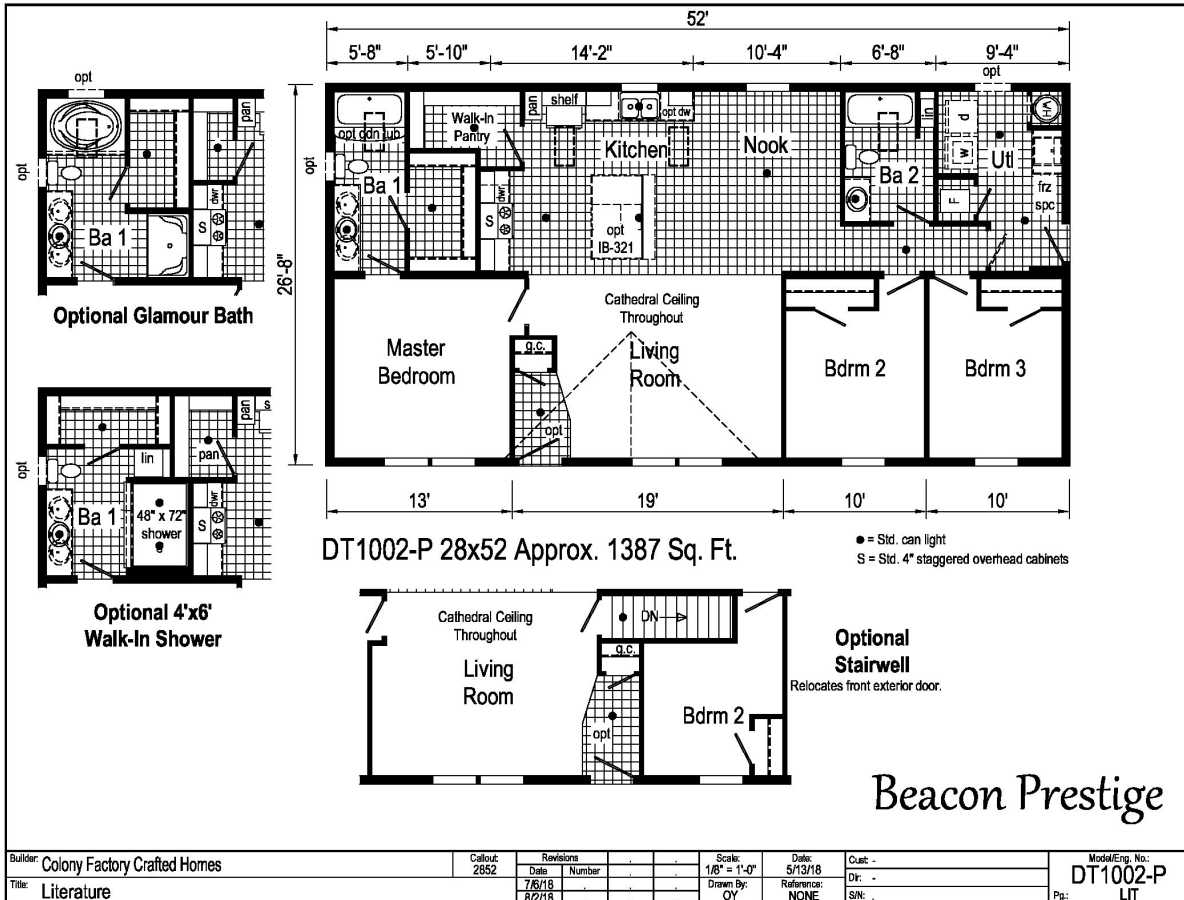 52'
5'-8"
5'-10"
14'-2"
10'-4"
6'-8"
9'-4"
opt
opt
pan
opt
dwr
S
Ba 1
Optional Glamour Bath
26'-8"
opt
opt gdn tub
Ba 1
Walk-In
Pantry
pan
shelf
opt dw
Kitchen
Nook
dwr
S
opt
IB-321
lin
Ba 2
d
w
F
Utl
WH
frz
spc
Master
Bedroom
g.c.
opt
Cathedral Ceiling
Throughout
Living
Room
Bdrm 2
Bdrm 3
13'
19'
10'
10'
opt
lin
pan
pan
s
Ba 1
48" x 72"
shower
dwr
S
Optional 4'x6'
Walk-In Shower
DT1002-P 28x52 Approx. 1387 Sq. Ft.
● = Std. can light
S = Std. 4" staggered overhead cabinets
Cathedral Ceiling
Throughout
Living
Room
DN
g.c.
opt
Bdrm 2
Optional
Stairwell
Relocates front exterior door.
Beacon Prestige
Builder: Colony Factory Crafted Homes
Title: Literature
Callout:
2852
Revisions
Date Number
7/6/18
8/2/18
Scale:
1/8" = 1'-0"
Drawn By:
OY
Date:
5/13/18
Reference:
NONE
Cust: -
Dlr: -
S/N: .
Model/Eng. No.:
DT1002-P
Pg.: LIT